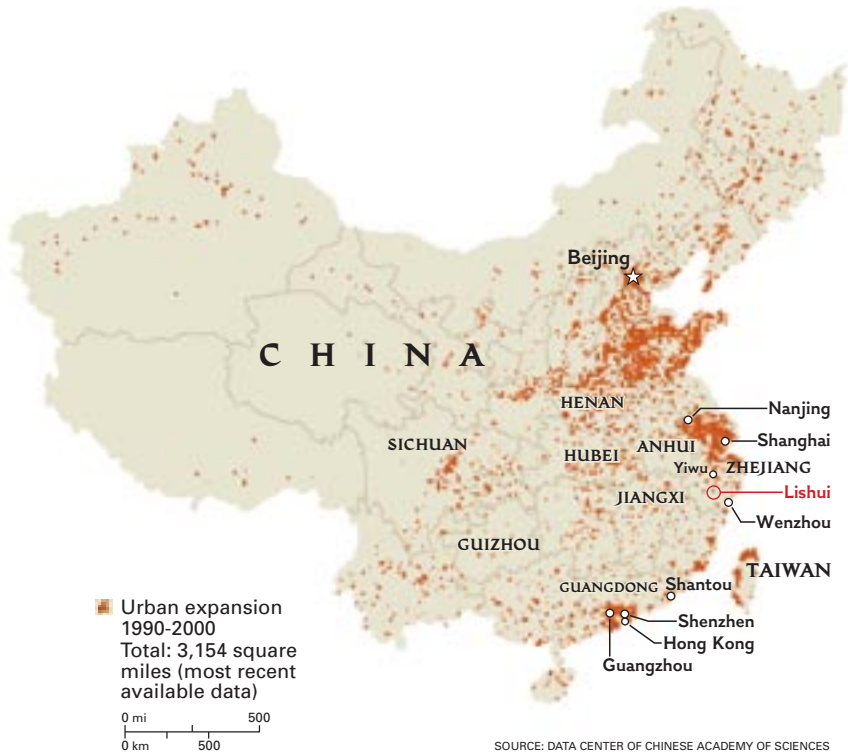 Beijing
CHINA
HENAN
Nanjing
SICHUAN
HUBEI
ANHUI
Shanghai
Yiwu
ZHEJIANG
JIANGXI
Lishui
Wenzhou
GUIZHOU
TAIWAN
GUANGDONG
Shantou
Shenzhen
Hong Kong
Guangzhou
Urban expansion
1990-2000
Total: 3,154 square
miles (most recent
available data)
0 mi 500
0 km 500
SOURCE: DATA CENTER OF CHINESE ACADEMY OF SCIENCES